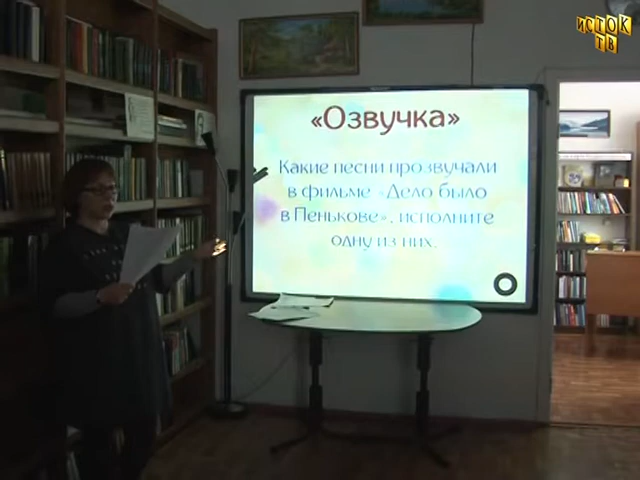 ИСТОК
ТВ
«Озвучка»
Какие песни прозвучали
в фильме «Дело было
в Пенькове», исполните
одну из них.